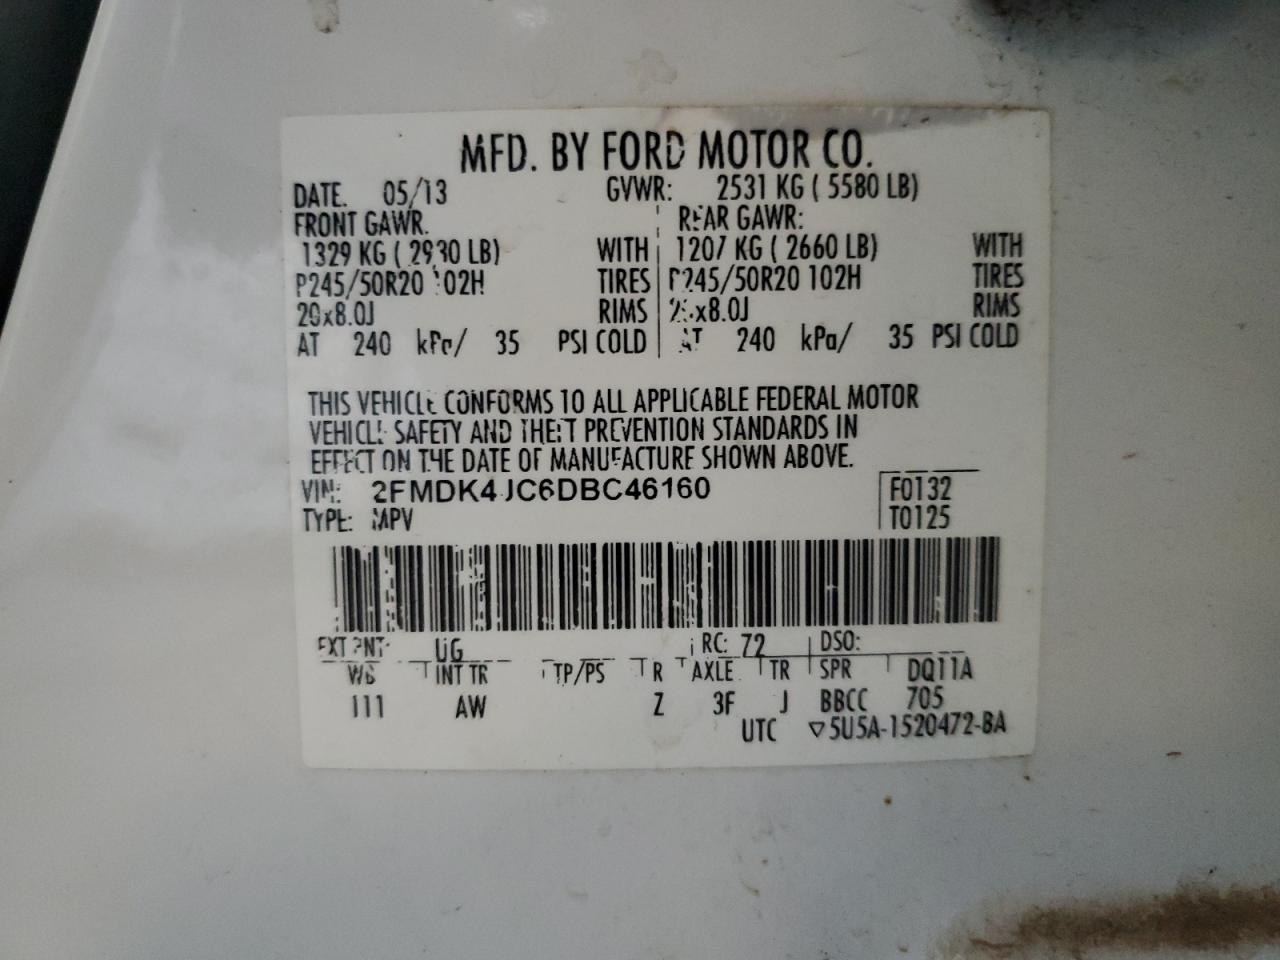 MFD. BY FORD MOTOR CO.
DATE. 05/13 GVWR: 2531 KG ( 5580 LB)
FRONT GAWR. REAR GAWR:
1329 KG ( 2930 LB) WITH 1207 KG ( 2660 LB) WITH
P245/50R20 102H TIRES P245/50R20 102H TIRES
20x8.0J RIMS 20x8.0J RIMS
AT 240 kPa/ 35 PSI COLD AT 240 kPa/ 35 PSI COLD
THIS VEHICLE CONFORMS TO ALL APPLICABLE FEDERAL MOTOR
VEHICLE SAFETY AND THEFT PREVENTION STANDARDS IN
EFFECT ON THE DATE OF MANUFACTURE SHOWN ABOVE.
VIN: 2FMDK4JC6DBC46160 F0132
TYPE: MPV T0125
EXT PNT: UG RC: 72 DSO:
WB INT TR TP/PS R AXLE TR SPR DQ11A
111 AW Z 3F J BBCC 705
UTC ▽5U5A-1520472-BA